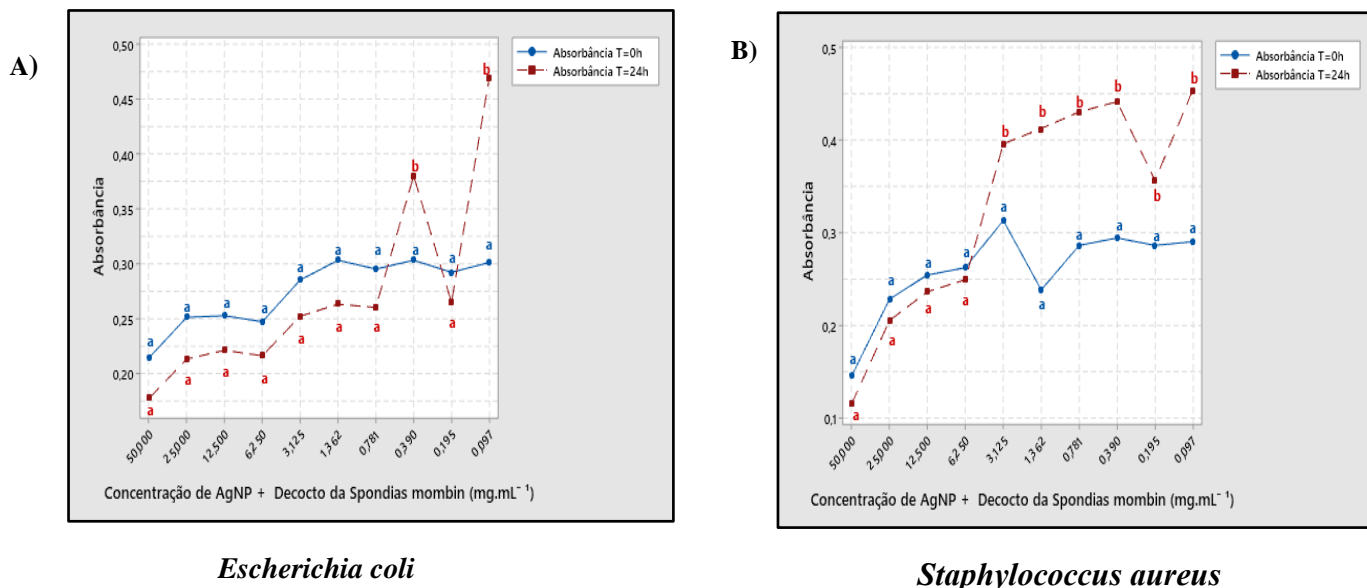 A)
Absorbância T=0h
Absorbância T=24h
0,50
0,45
0,40
0,35
0,30
0,25
0,20
Absorbância
b
b
a a a a a a a a a a
a a a a a a a a
50,000 25,000 12,500 6,250 3,125 1,362 0,781 0,390 0,195 0,097
Concentração de AgNP + Decocto da Spondias mombin (mg.mL⁻¹)
Escherichia coli
B)
Absorbância T=0h
Absorbância T=24h
0,5
0,4
0,3
0,2
0,1
Absorbância
b b b b b b
a a a a a a a a a a
a a a a
50,000 25,000 12,500 6,250 3,125 1,362 0,781 0,390 0,195 0,097
Concentração de AgNP + Decocto da Spondias mombin (mg.mL⁻¹)
Staphylococcus aureus